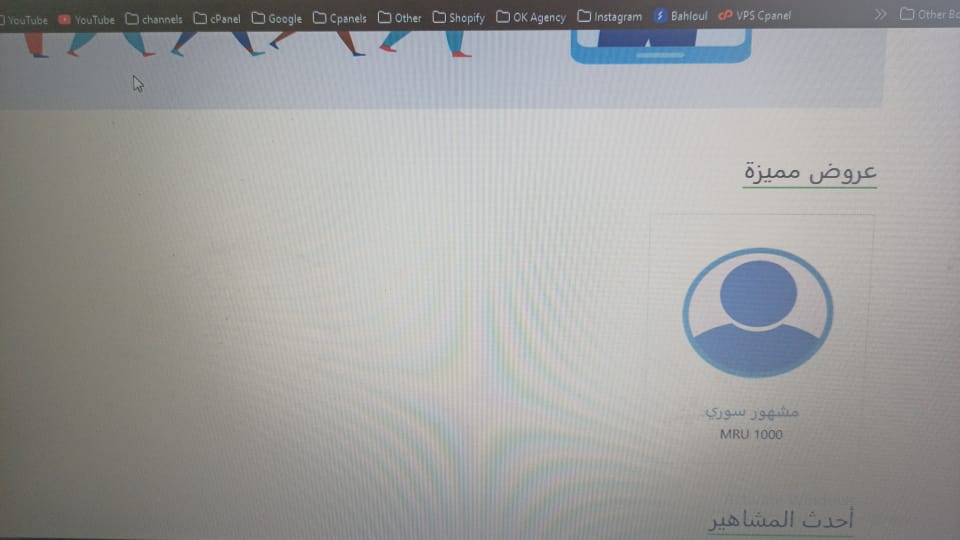 YouTube YouTube channels cPanel Google Cpanels Other Shopify OK Agency Instagram Bahloul VPS Cpanel Other
عروض مميزة
مشهور سوري
MRU 1000
أحدث المشاهير